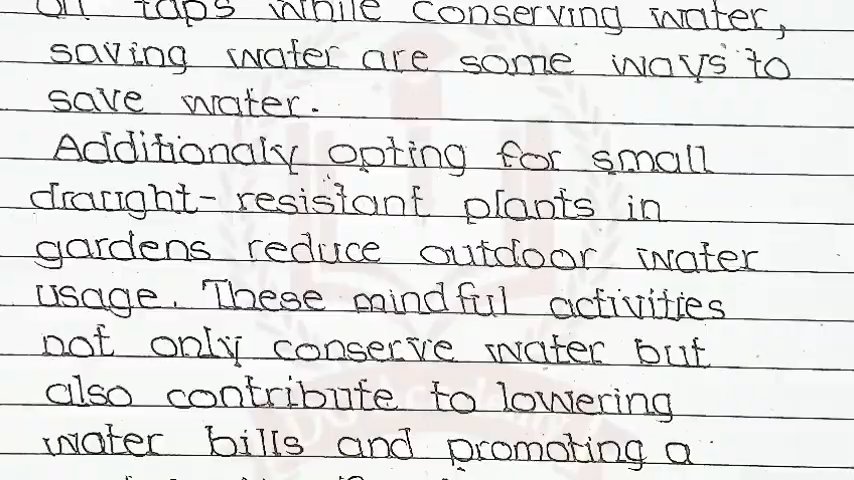 off taps while conserving water,
saving water are some ways to
save water.
Additionaly opting for small
draught-resistant plants in
gardens reduce outdoor water
usage. These mindful activities
not only conserve water but
also contribute to lowering
water bills and promoting a